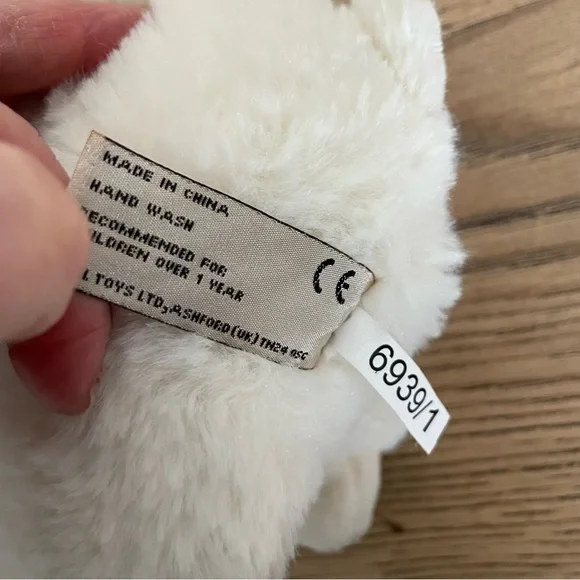 MADE IN CHINA
HAND WASH
RECOMMENDED FOR
CHILDREN OVER 1 YEAR
L TOYS LTD, ASHFORD (UK) TN24
CE
6939/1